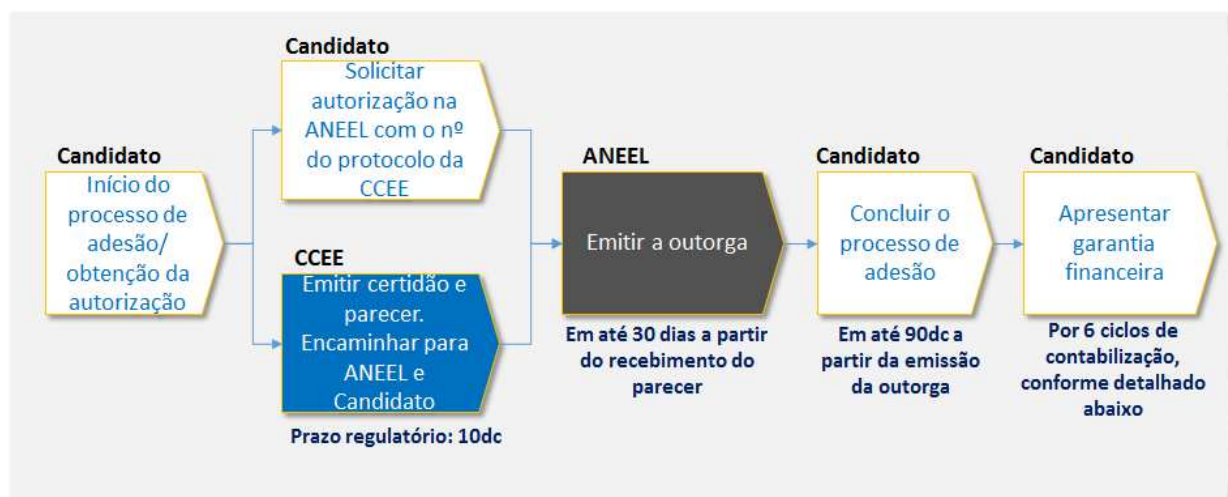 Candidato
Início do
processo de
adesão/
obtenção da
autorização
Candidato
Solicitar
autorização na
ANEEL com o nº
do protocolo da
CCEE
CCEE
Emitir certidão e
parecer.
Encaminhar para
ANEEL e
Candidato
Prazo regulatório: 10dc
ANEEL
Emitir a outorga
Em até 30 dias a partir
do recebimento do
parecer
Candidato
Concluir o
processo de
adesão
Em até 90dc a
partir da emissão
da outorga
Candidato
Apresentar
garantia
financeira
Por 6 ciclos de
contabilização,
conforme detalhado
abaixo